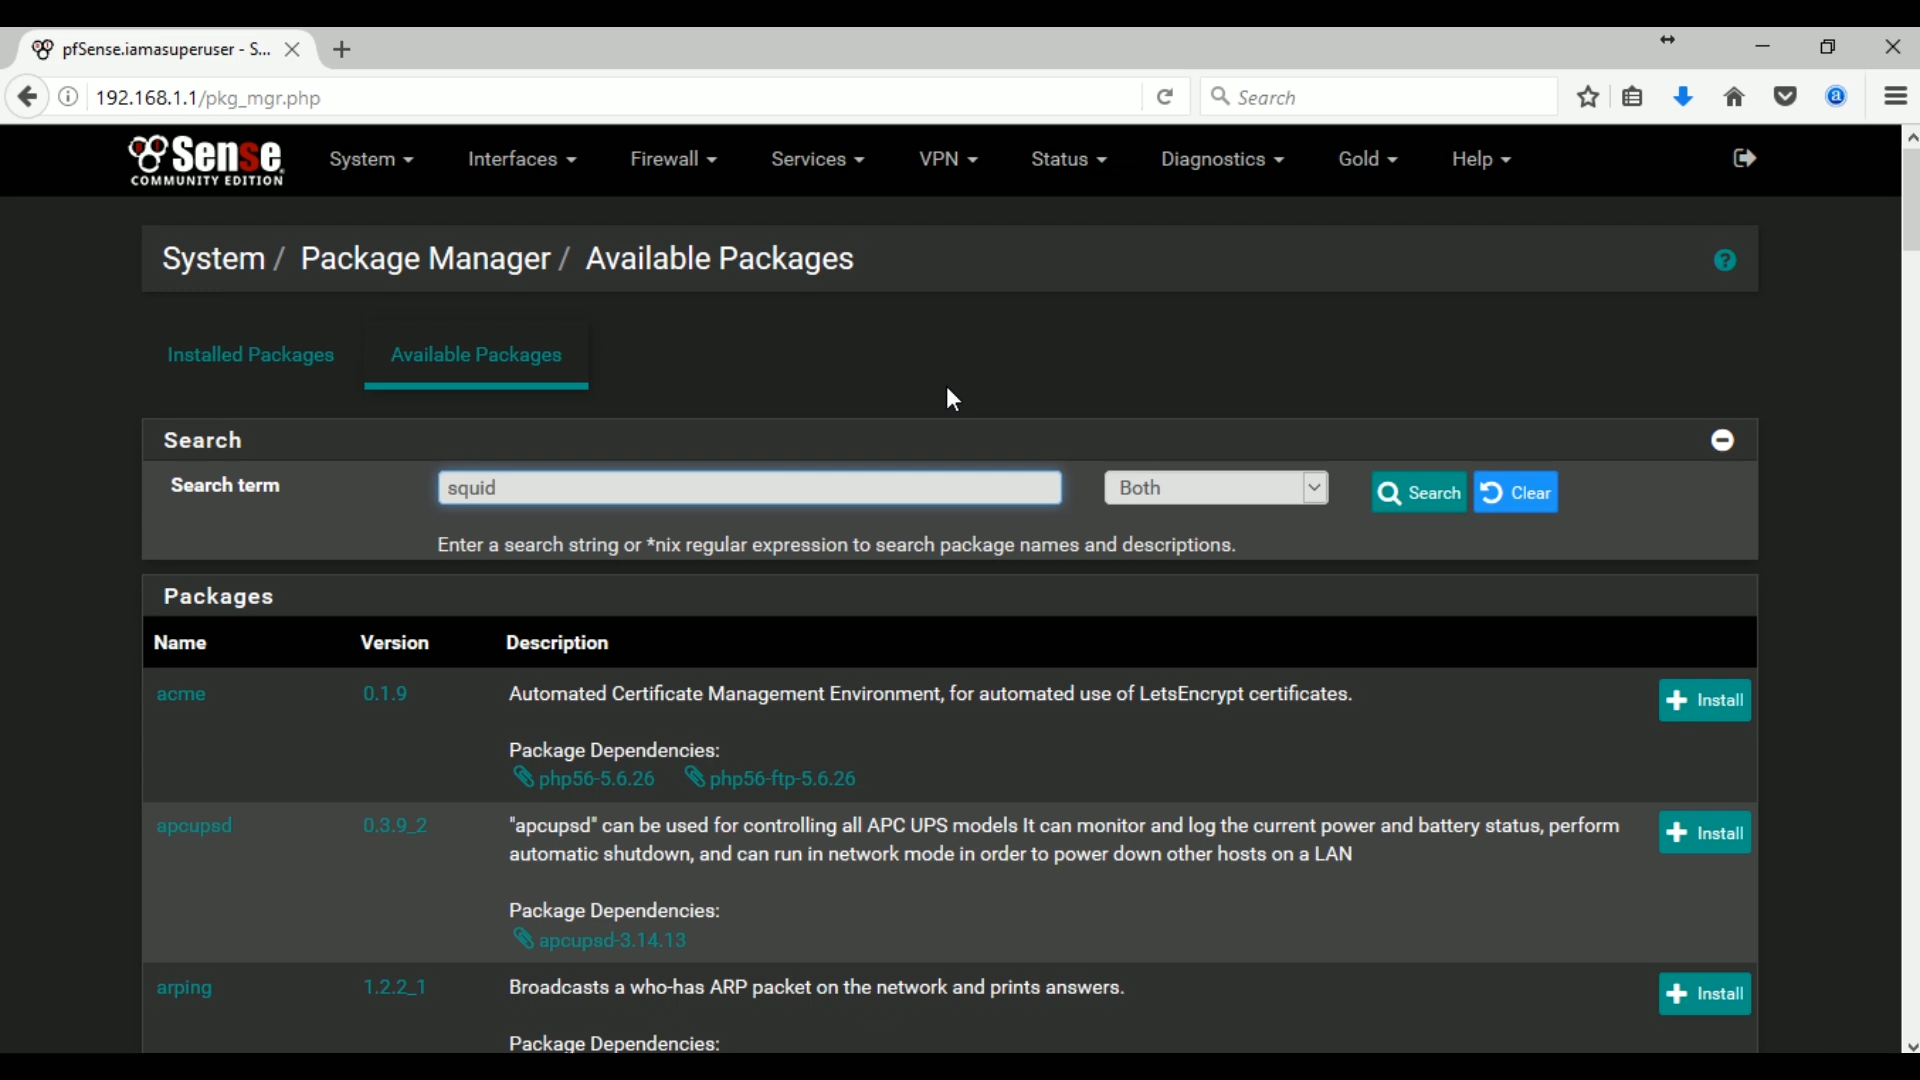 pfSense.iamasuperuser - S...
192.168.1.1/pkg_mgr.php
Search
Sense
COMMUNITY EDITION
System Interfaces Firewall Services VPN Status Diagnostics Gold Help
System / Package Manager / Available Packages
Installed Packages Available Packages
Search
Search term squid Both Search Clear
Enter a search string or *nix regular expression to search package names and descriptions.
Packages
Name Version Description
acme 0.1.9 Automated Certificate Management Environment, for automated use of LetsEncrypt certificates. Install
Package Dependencies:
php56-5.6.26 php56-ftp-5.6.26
apcupsd 0.3.9_2 "apcupsd" can be used for controlling all APC UPS models It can monitor and log the current power and battery status, perform Install
automatic shutdown, and can run in network mode in order to power down other hosts on a LAN
Package Dependencies:
apcupsd-3.14.13
arping 1.2.2_1 Broadcasts a who-has ARP packet on the network and prints answers. Install
Package Dependencies: